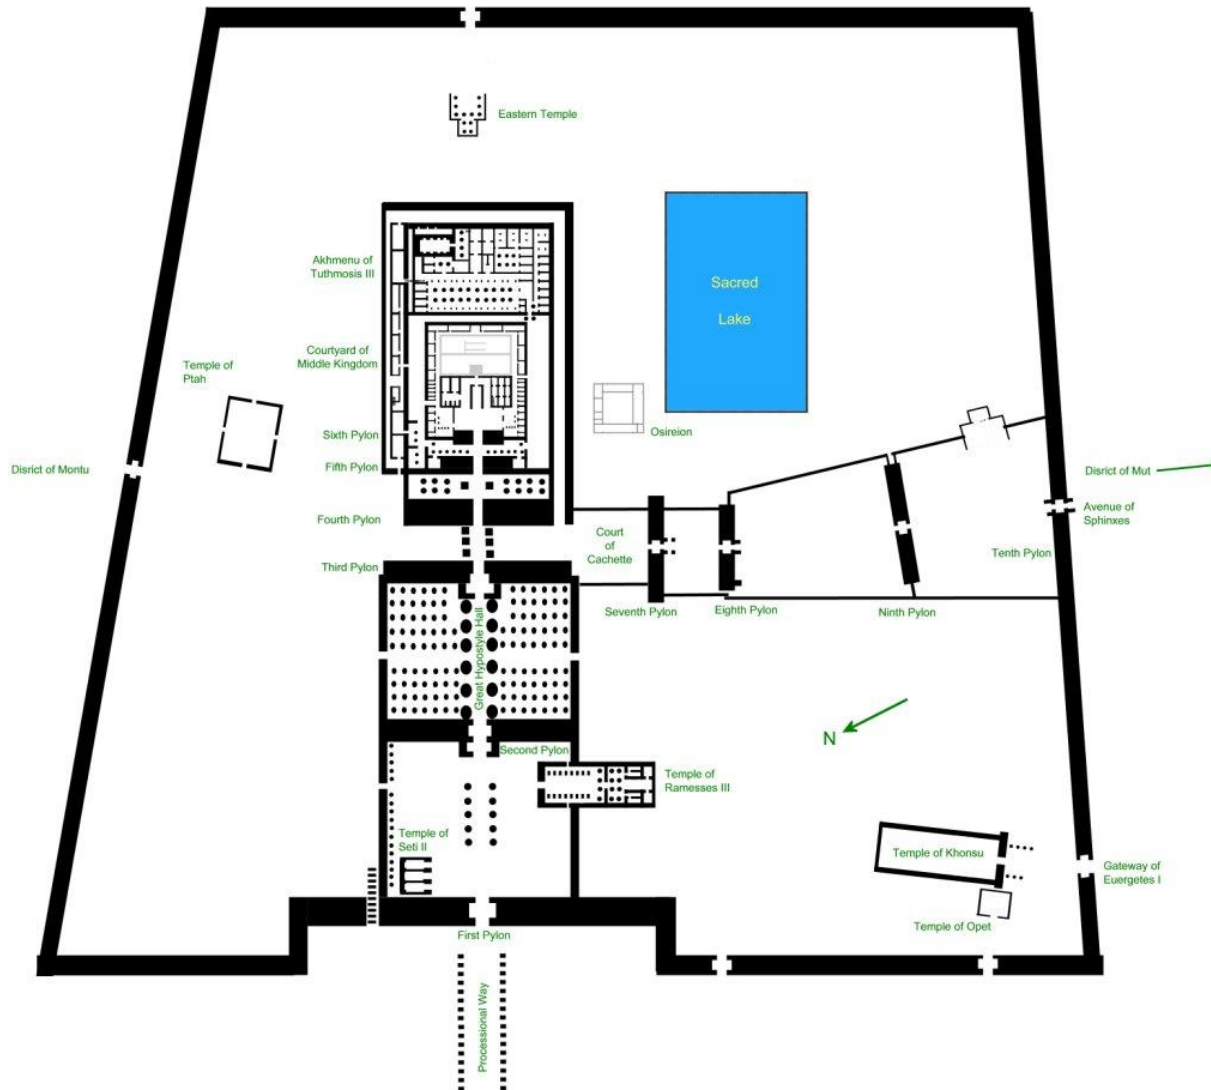 Eastern Temple
Akhmenu of
Tuthmosis III
Sacred
Lake
Courtyard of
Middle Kingdom
Temple of
Ptah
Osireion
Sixth Pylon
Disrict of Montu
Fifth Pylon
Disrict of Mut
Fourth Pylon
Court
of
Cachette
Avenue of
Sphinxes
Tenth Pylon
Third Pylon
Seventh Pylon
Eighth Pylon
Ninth Pylon
Great Hypostyle Hall
N
Second Pylon
Temple of
Ramesses III
Temple of
Seti II
Temple of Khonsu
Gateway of
Euergetes I
Temple of Opet
First Pylon
Processional Way